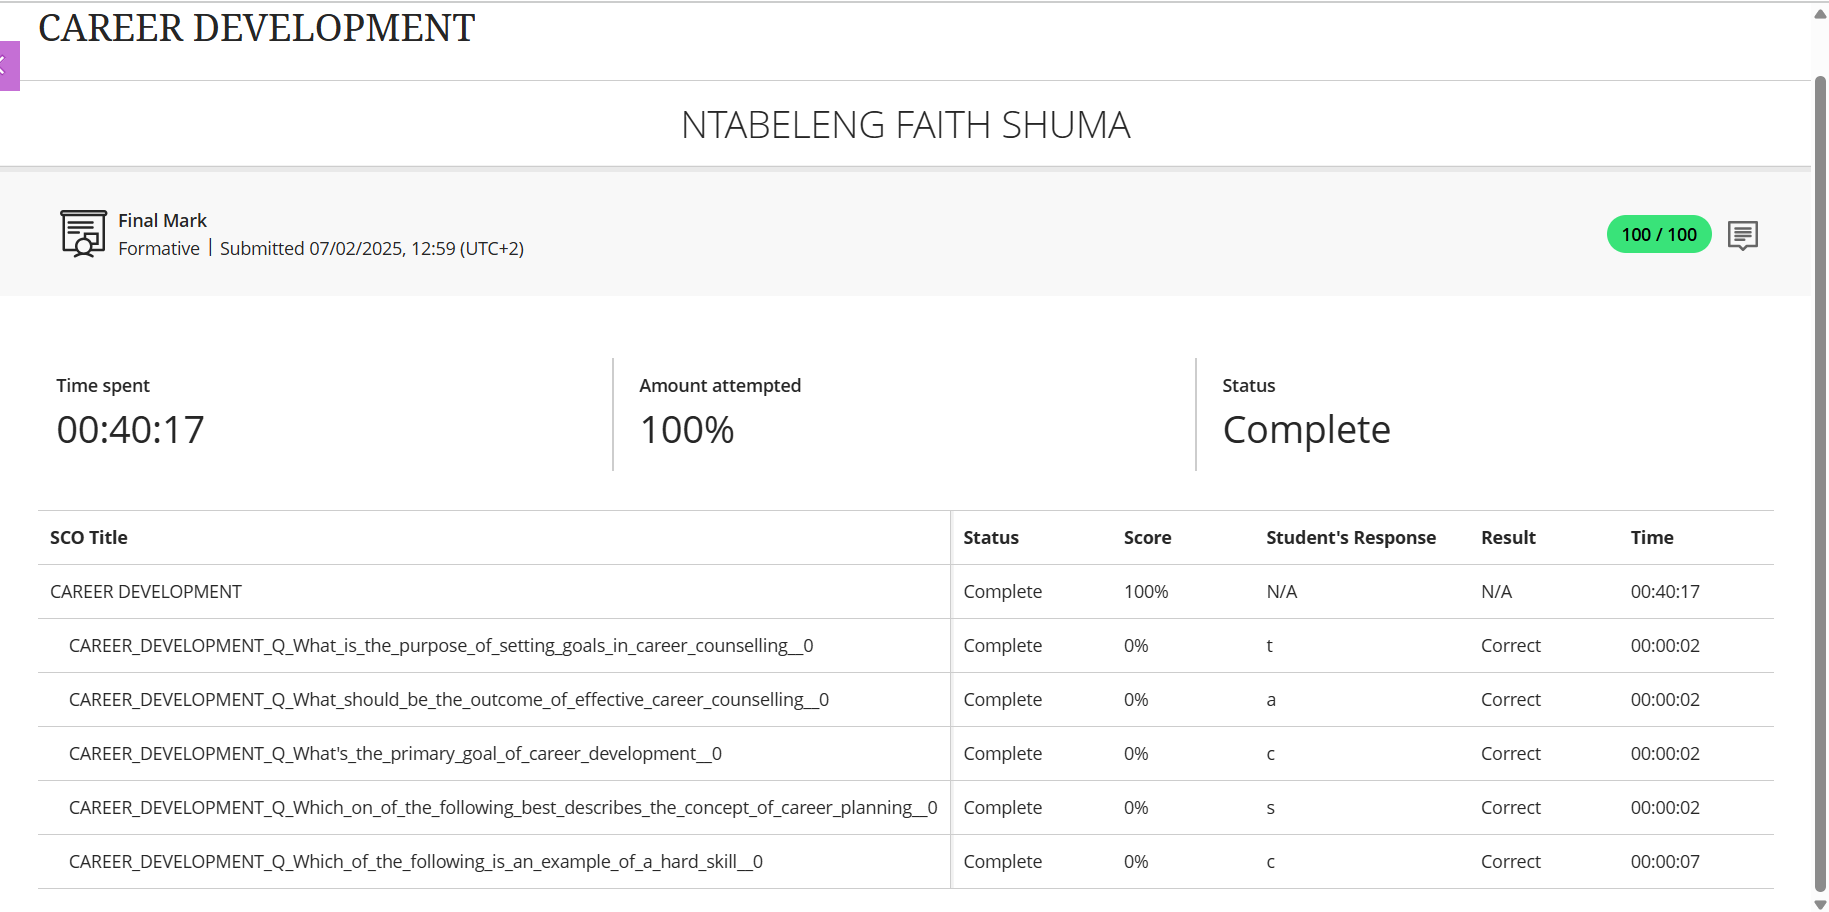 CAREER DEVELOPMENT
NTABELENG FAITH SHUMA
Final Mark
Formative | Submitted 07/02/2025, 12:59 (UTC+2)
100 / 100
Time spent
00:40:17
Amount attempted
100%
Status
Complete
SCO Title Status Score Student's Response Result Time
CAREER DEVELOPMENT Complete 100% N/A N/A 00:40:17
CAREER_DEVELOPMENT_Q_What_is_the_purpose_of_setting_goals_in_career_counselling__0 Complete 0% t Correct 00:00:02
CAREER_DEVELOPMENT_Q_What_should_be_the_outcome_of_effective_career_counselling__0 Complete 0% a Correct 00:00:02
CAREER_DEVELOPMENT_Q_What's_the_primary_goal_of_career_development__0 Complete 0% c Correct 00:00:02
CAREER_DEVELOPMENT_Q_Which_on_of_the_following_best_describes_the_concept_of_career_planning__0 Complete 0% s Correct 00:00:02
CAREER_DEVELOPMENT_Q_Which_of_the_following_is_an_example_of_a_hard_skill__0 Complete 0% c Correct 00:00:07